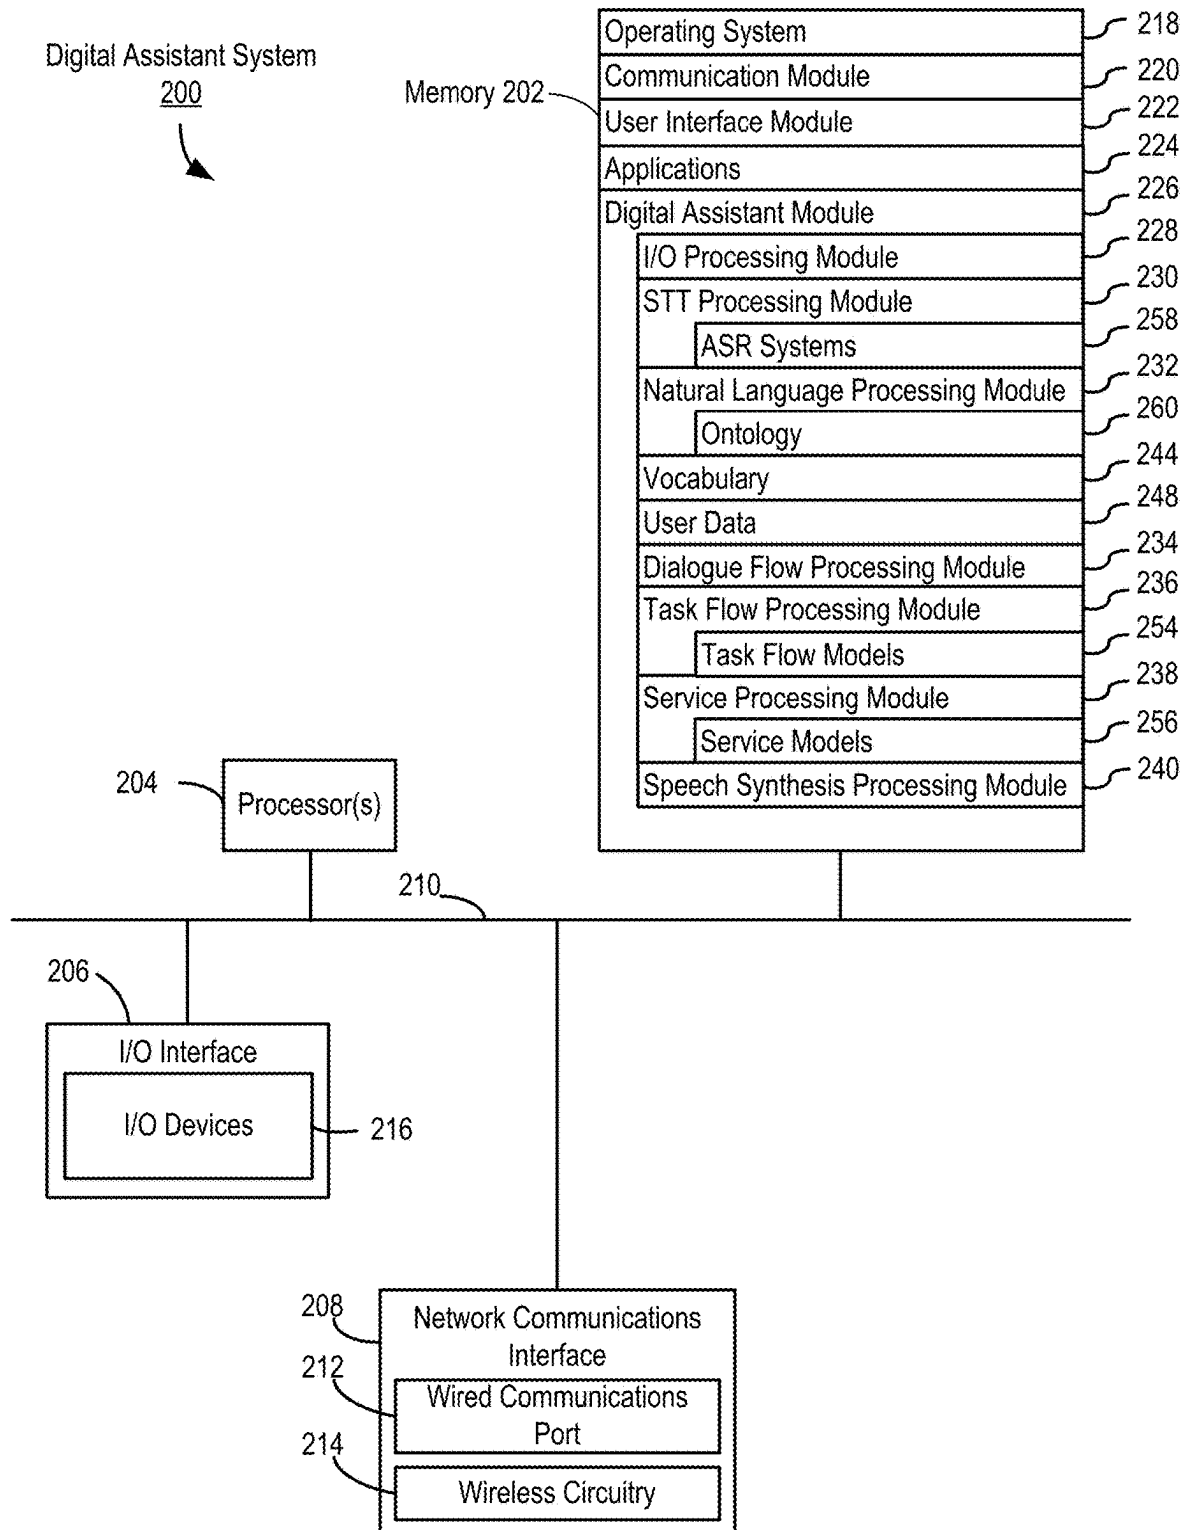 Digital Assistant System
200
Memory 202
Operating System 218
Communication Module 220
User Interface Module 222
Applications 224
Digital Assistant Module 226
I/O Processing Module 228
STT Processing Module 230
ASR Systems 258
Natural Language Processing Module 232
Ontology 260
Vocabulary 244
User Data 248
Dialogue Flow Processing Module 234
Task Flow Processing Module 236
Task Flow Models 254
Service Processing Module 238
Service Models 256
Speech Synthesis Processing Module 240
204
Processor(s)
210
206
I/O Interface
I/O Devices 216
208
Network Communications
Interface
212
Wired Communications
Port
214
Wireless Circuitry